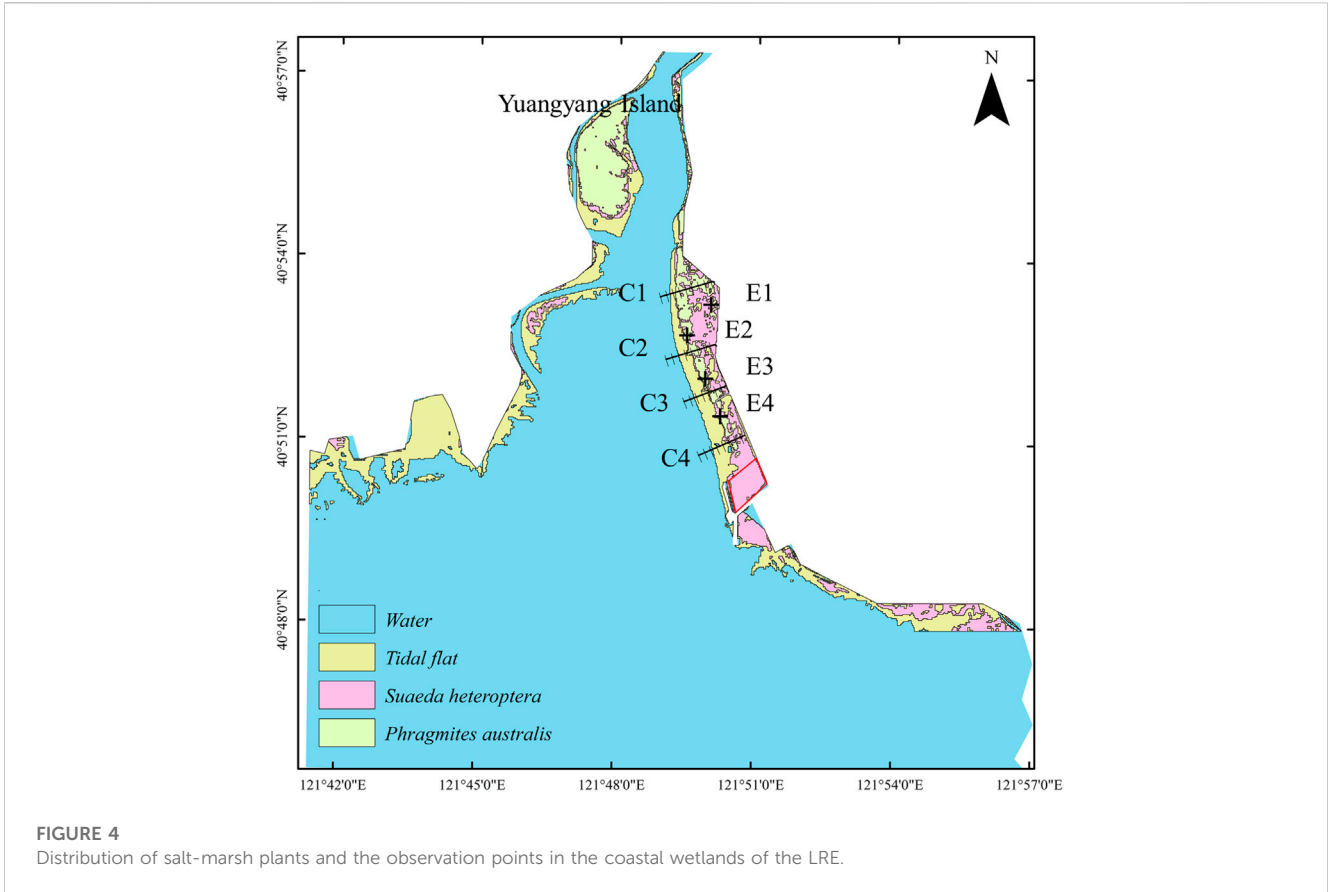 N
40°57'0"N
Yuangyang Island
40°54'0"N
C1
E1
E2
C2
E3
C3
E4
40°51'0"N
C4
40°48'0"N
Water
Tidal flat
Suaeda heteroptera
Phragmites australis
121°42'0"E
121°45'0"E
121°48'0"E
121°51'0"E
121°54'0"E
121°57'0"E
FIGURE 4
Distribution of salt-marsh plants and the observation points in the coastal wetlands of the LRE.